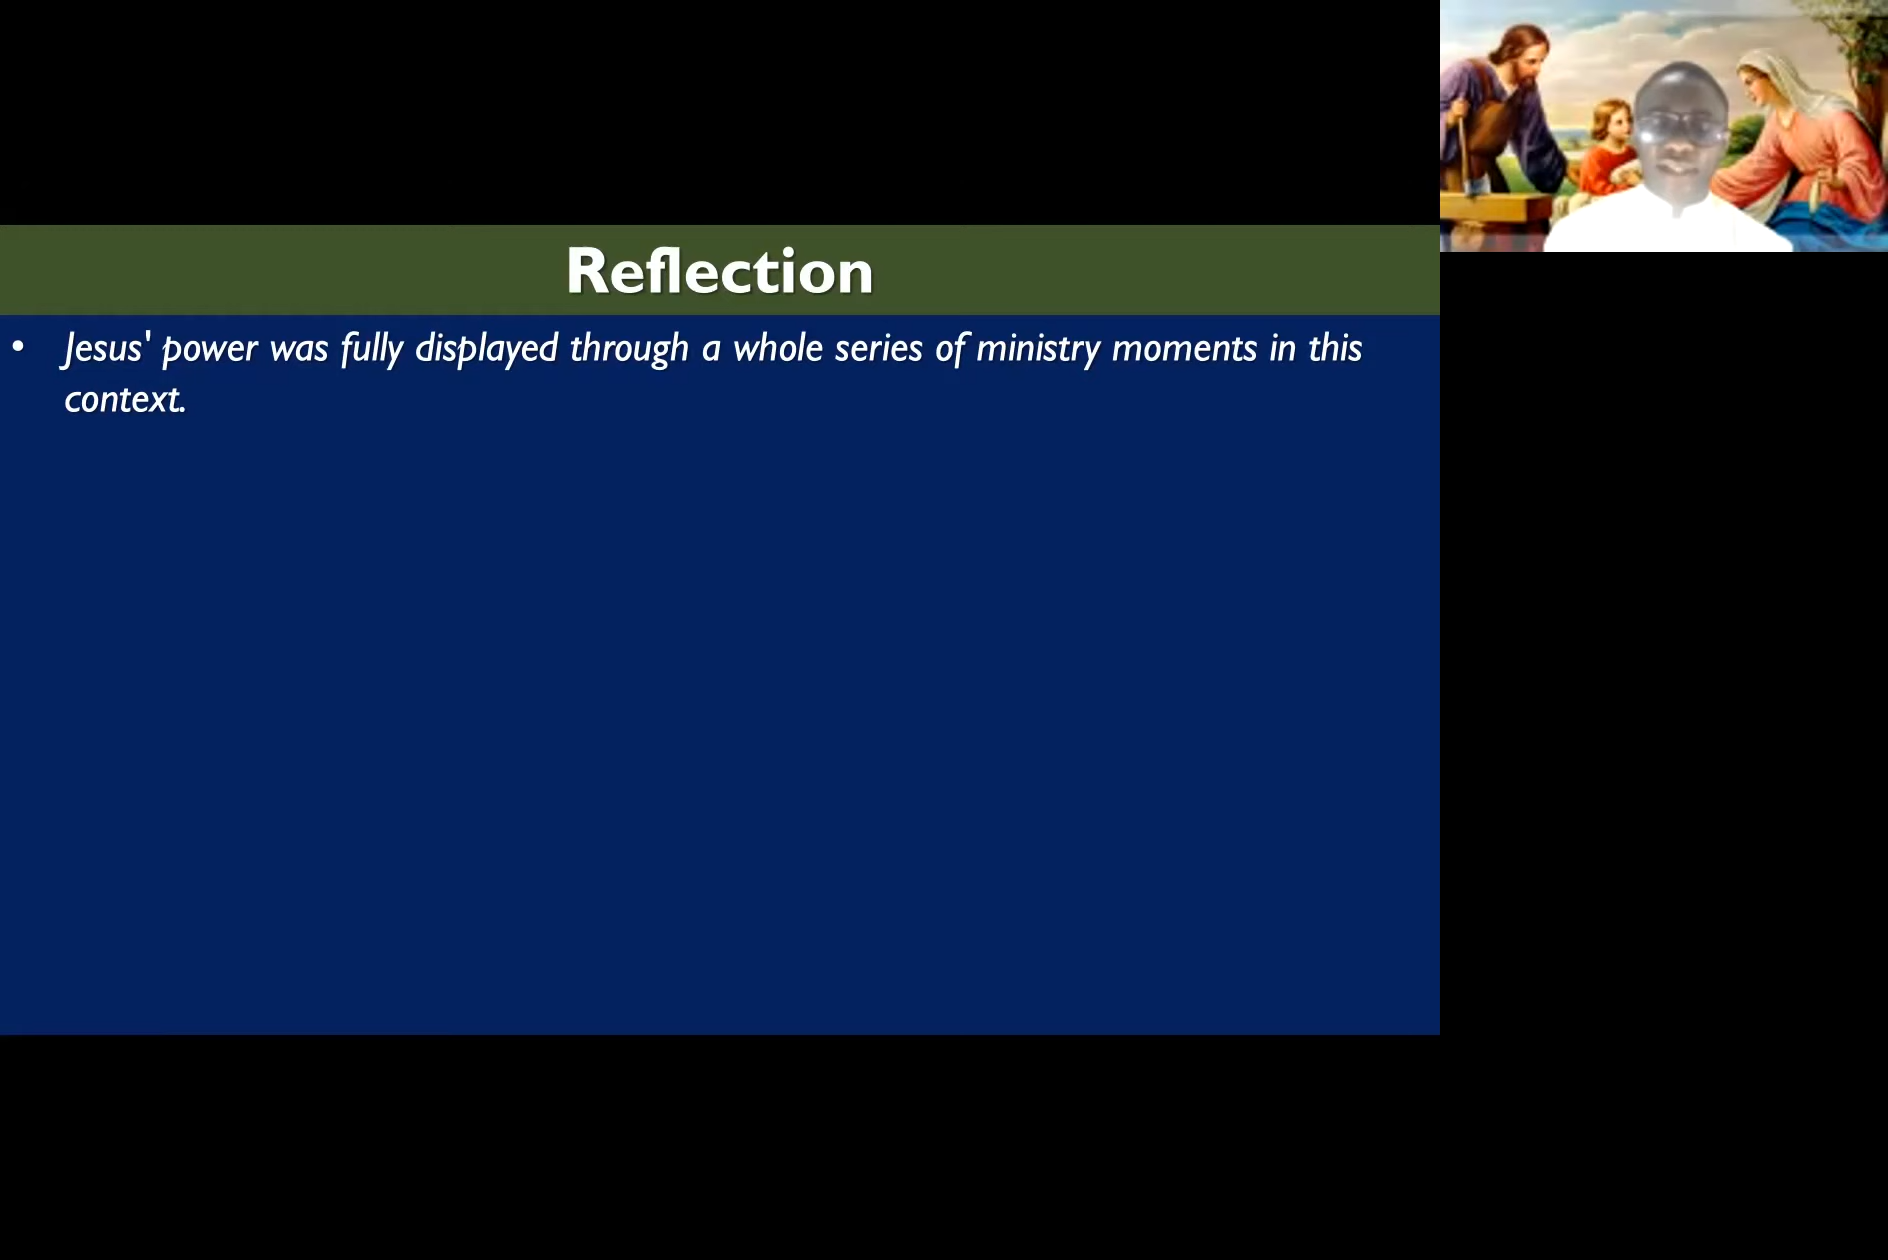 Reflection
• Jesus' power was fully displayed through a whole series of ministry moments in this
context.